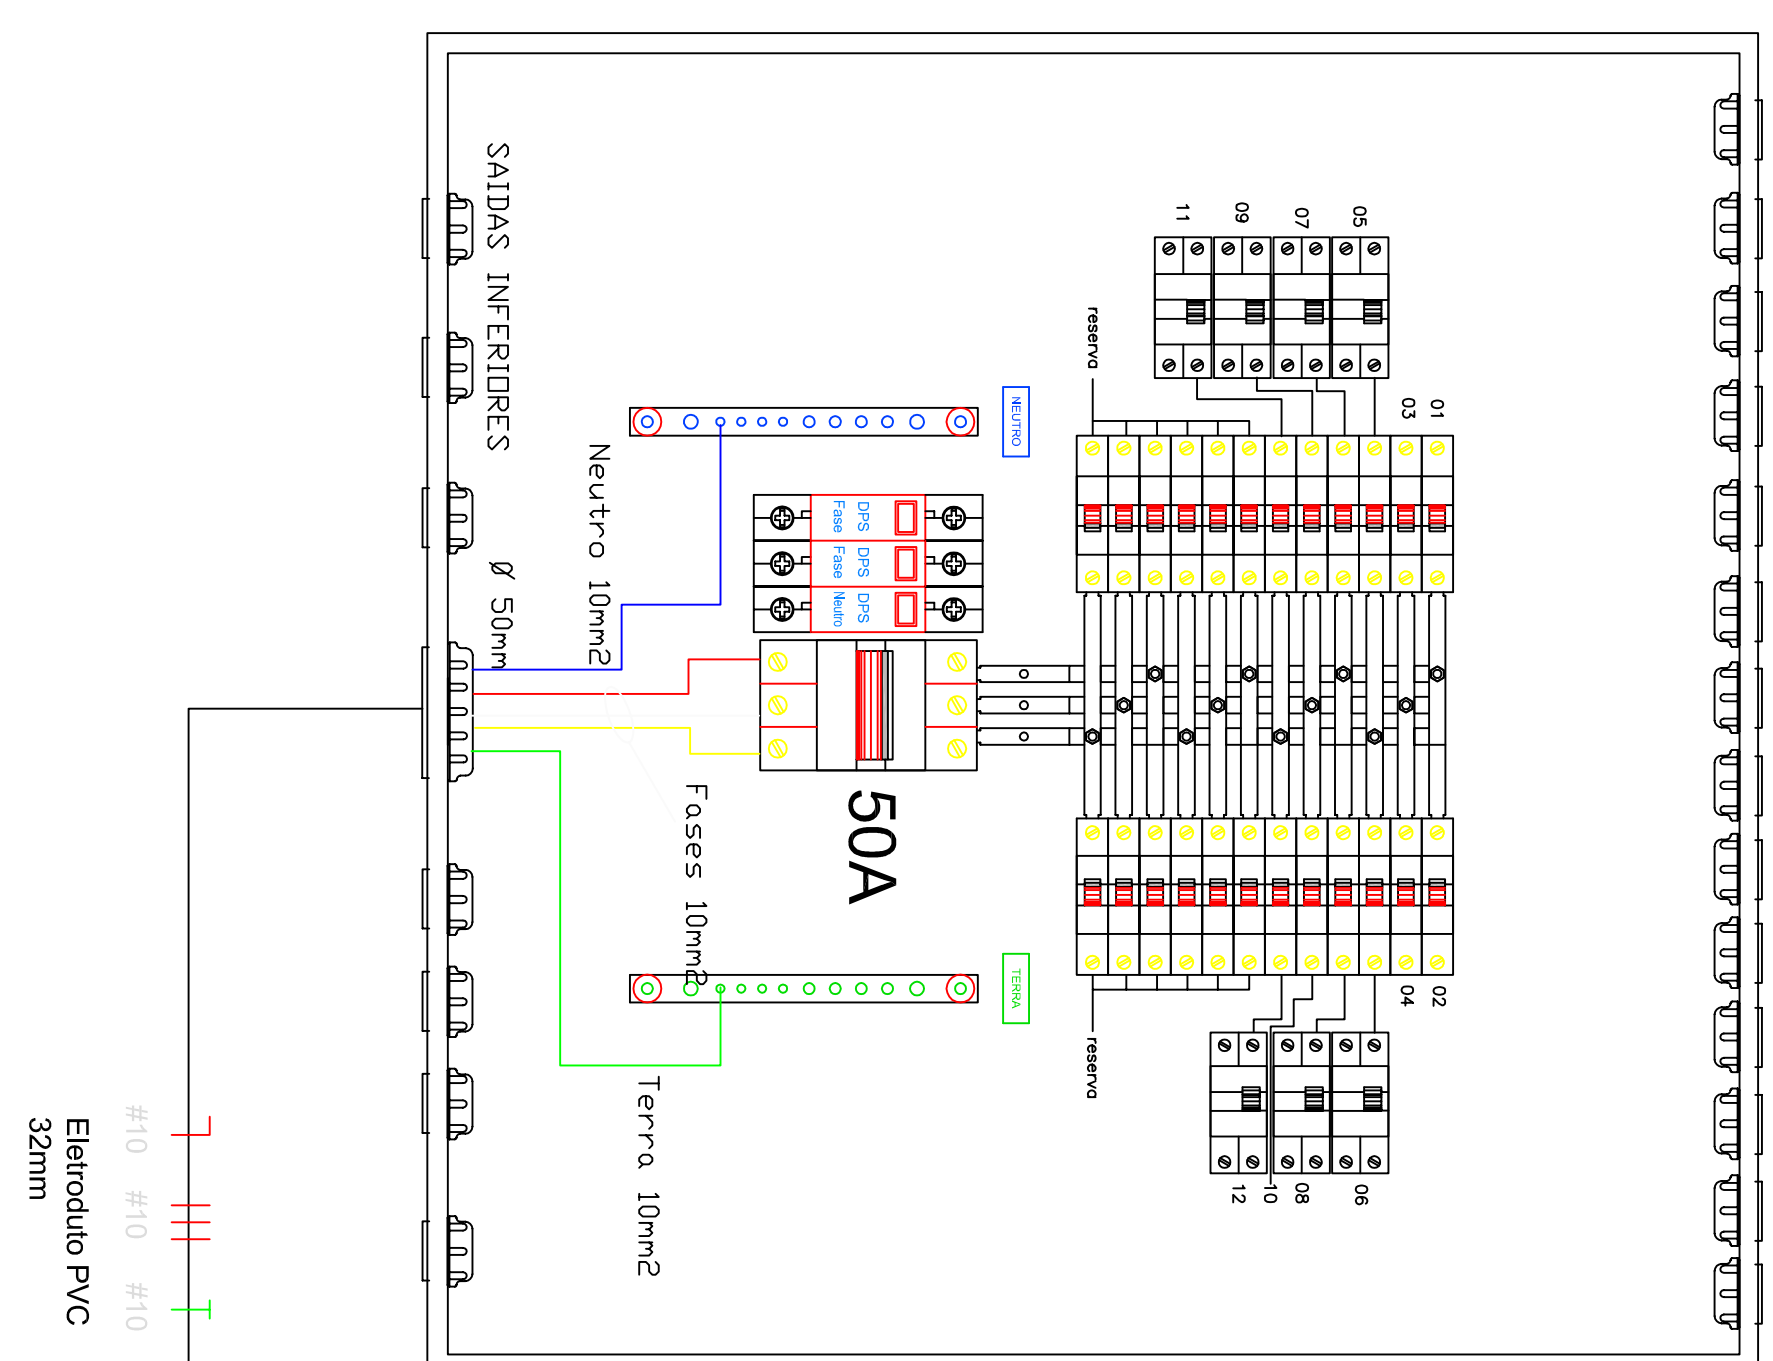 SAIDAS INFERIORES
Ø 50mm
Neutro 10mm2
Fases 10mm2
Terra 10mm2
NEUTRO
TERRA
DPS
Fase
DPS
Fase
DPS
Neutro
50A
reserva
11
09
07
05
03
01
reserva
12
10
08
06
04
02
#10
#10
#10
Eletroduto PVC
32mm